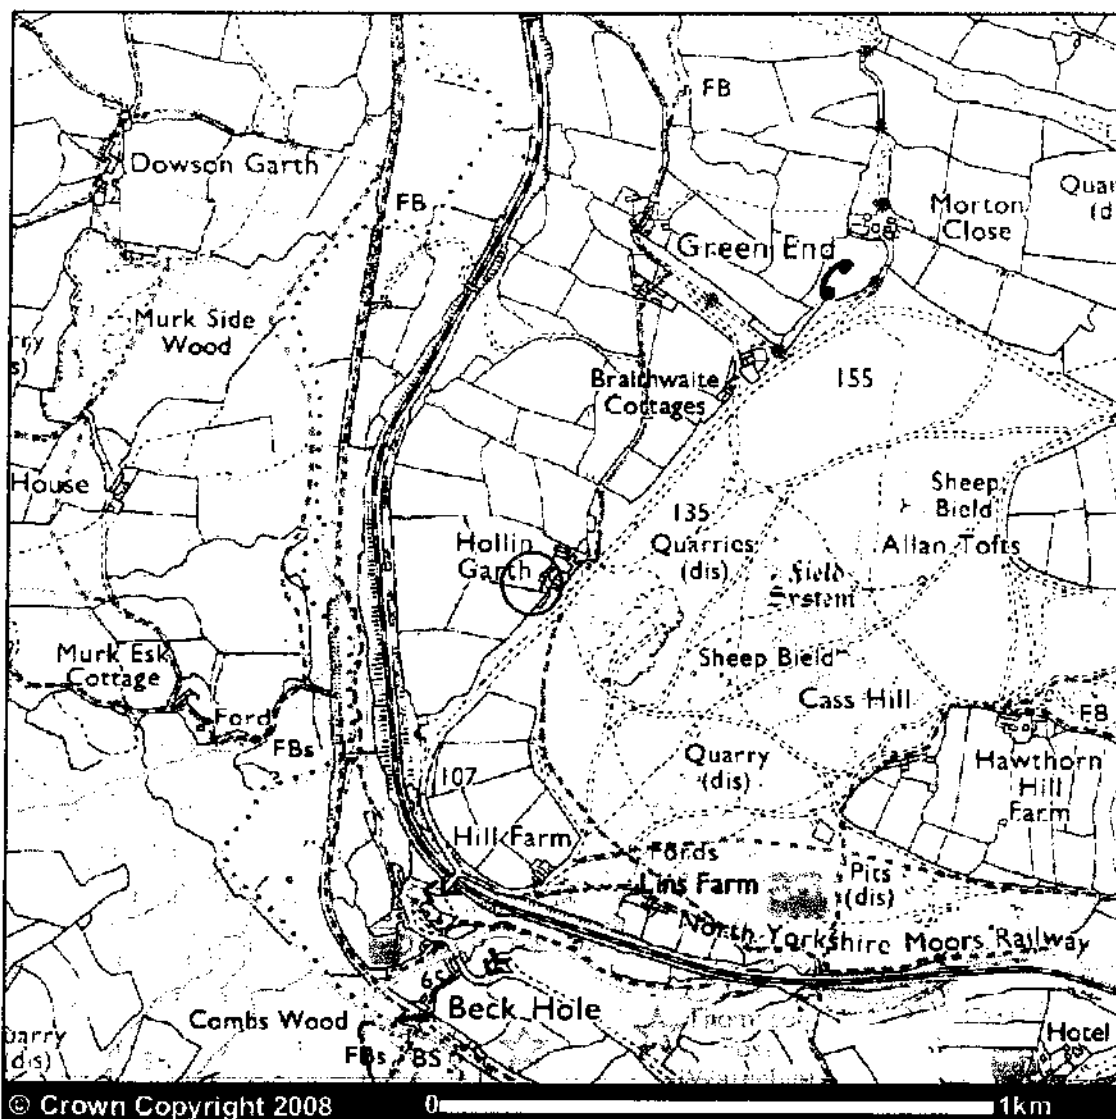 FB
Dowson Garth
Quar
(d
Morton
Close
FB
Green End
Murk Side
Wood
Braithwaite
Cottages
155
House
Sheep
Bield
135
Quarries
(dis)
Allan Tofts
Hollin
Garth
Field
System
Murk Esk
Cottage
Sheep Bield
Cass Hill
Ford
FBs
FB
Quarry
(dis)
Hawthorn
Hill
Farm
107
Hill Farm
Fords
Lins Farm
Pits
(dis)
North Yorkshire Moors Railway
Combs Wood
Beck Hole
FBs
BS
Hotel
uarry
(dis)
© Crown Copyright 2008
0
1km